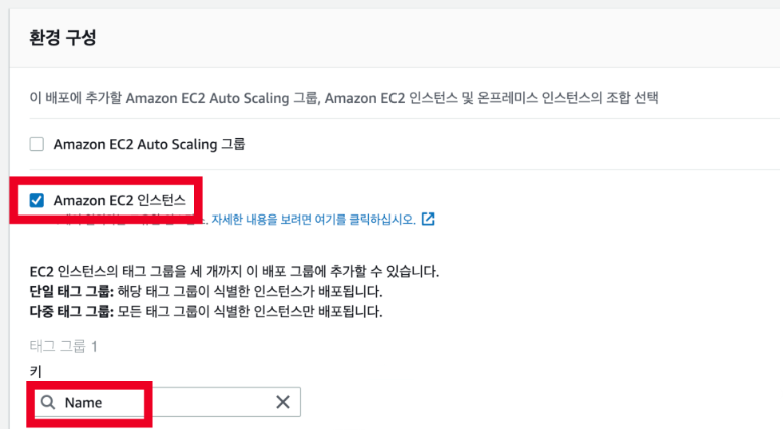 환경 구성
이 배포에 추가할 Amazon EC2 Auto Scaling 그룹, Amazon EC2 인스턴스 및 온프레미스 인스턴스의 조합 선택
Amazon EC2 Auto Scaling 그룹
Amazon EC2 인스턴스
자세한 내용을 보려면 여기를 클릭하십시오.
EC2 인스턴스의 태그 그룹을 세 개까지 이 배포 그룹에 추가할 수 있습니다.
단일 태그 그룹: 해당 태그 그룹이 식별한 인스턴스가 배포됩니다.
다중 태그 그룹: 모든 태그 그룹이 식별한 인스턴스만 배포됩니다.
태그 그룹 1
키
Name